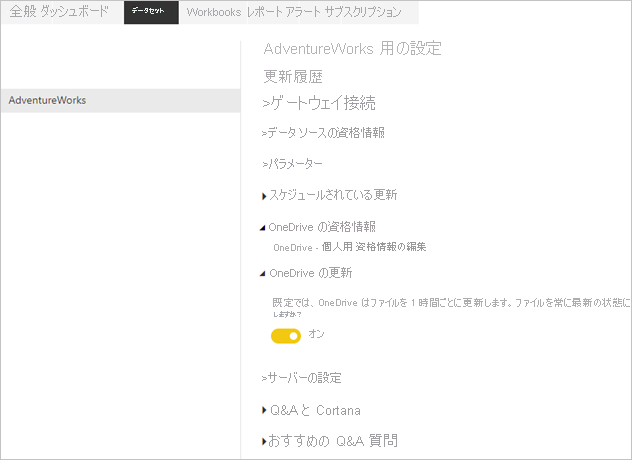 全般 ダッシュボード データセット Workbooks レポート アラート サブスクリプション
AdventureWorks 用の設定
更新履歴
AdventureWorks
>ゲートウェイ接続
>データ ソースの資格情報
>パラメーター
スケジュールされている更新
OneDrive の資格情報
OneDrive - 個人用 資格情報の編集
OneDrive の更新
既定では、OneDrive はファイルを 1 時間ごとに更新します。ファイルを常に最新の状態に
しますか?
オン
>サーバーの設定
Q&A と Cortana
おすすめの Q&A 質問